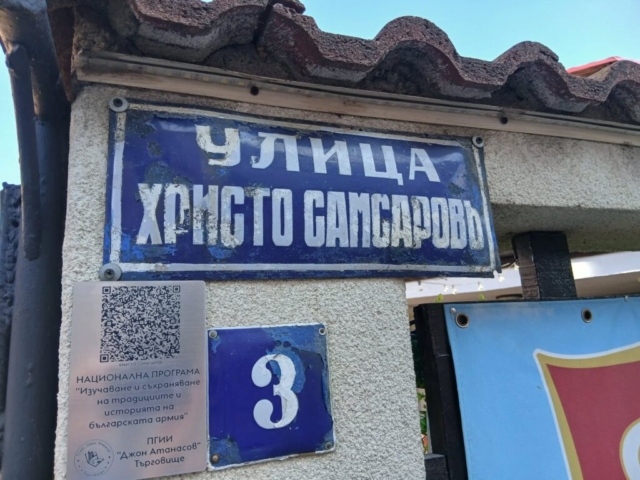 УЛИЦА
ХРИСТО САМСАРОВЪ
НАЦИОНАЛНА ПРОГРАМА
"Изучаване и съхраняване
на традициите и
историята на
българската армия"
ПГИИ
"Джон Атанасов"
Търговище
3